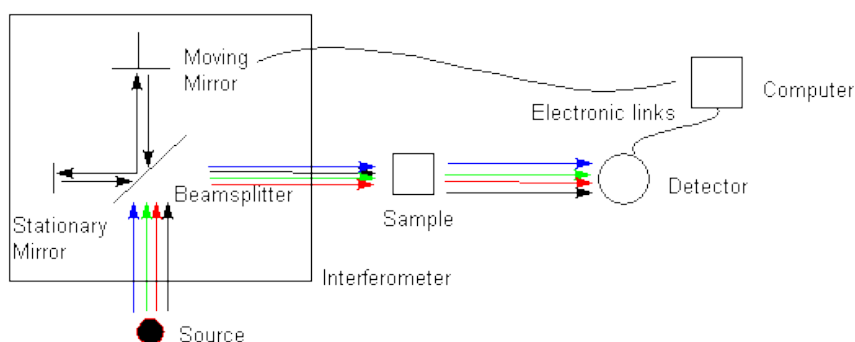 Moving
Mirror
Computer
Electronic links
Beamsplitter
Detector
Sample
Stationary
Mirror
Interferometer
Source